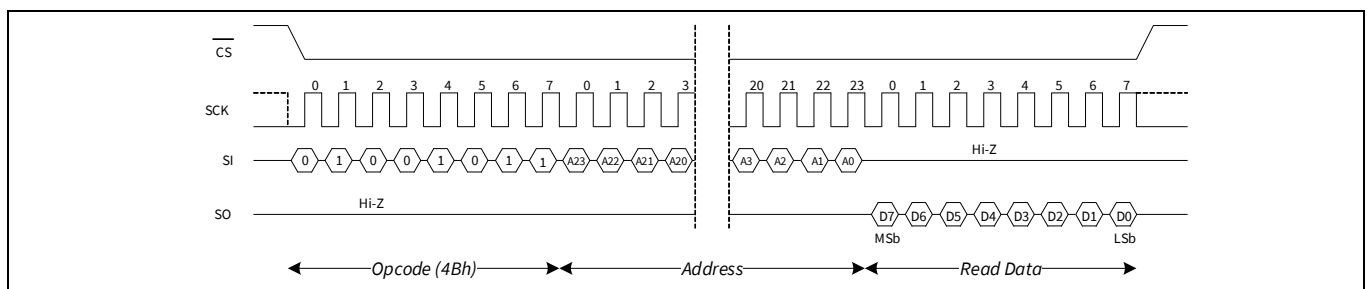 CS
0 1 2 3 4 5 6 7 0 1 2 3 20 21 22 23 0 1 2 3 4 5 6 7
SCK
Hi-Z
SI 0 1 0 0 1 0 1 1 A23 A22 A21 A20 A3 A2 A1 A0
Hi-Z
SO D7 D6 D5 D4 D3 D2 D1 D0
MSb LSb
Opcode (4Bh) Address Read Data